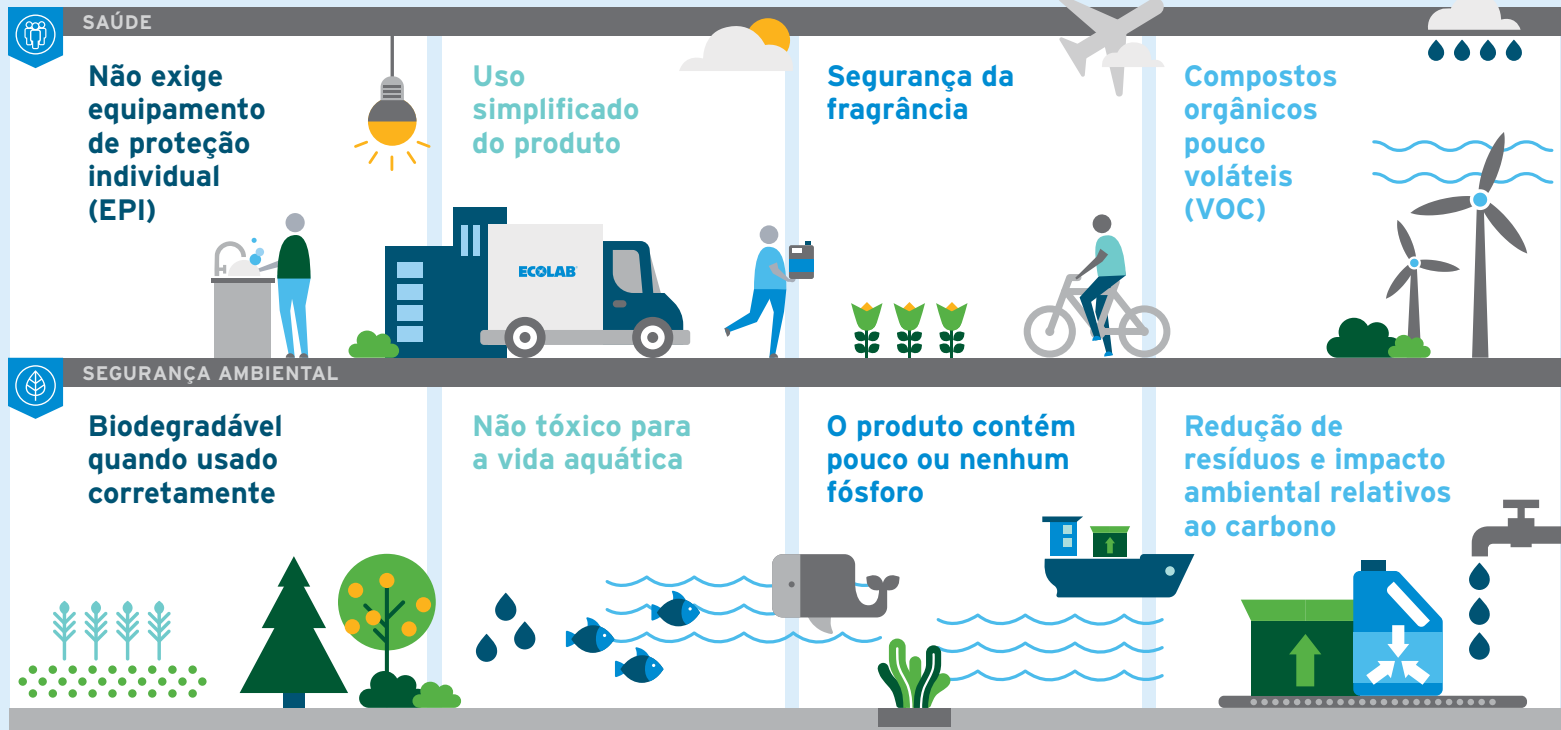 SAÚDE
Não exige
equipamento
de proteção
individual
(EPI)
Uso
simplificado
do produto
Segurança da
fragrância
Compostos
orgânicos
pouco
voláteis
(VOC)
ECOLAB
SEGURANÇA AMBIENTAL
Biodegradável
quando usado
corretamente
Não tóxico para
a vida aquática
O produto contém
pouco ou nenhum
fósforo
Redução de
resíduos e impacto
ambiental relativos
ao carbono